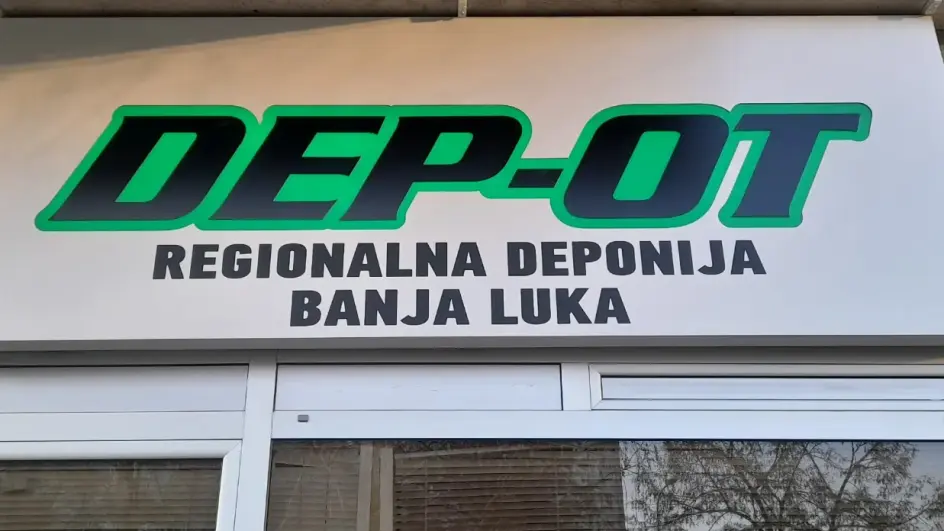 DEP-OT
REGIONALNA DEPONIJA
BANJA LUKA